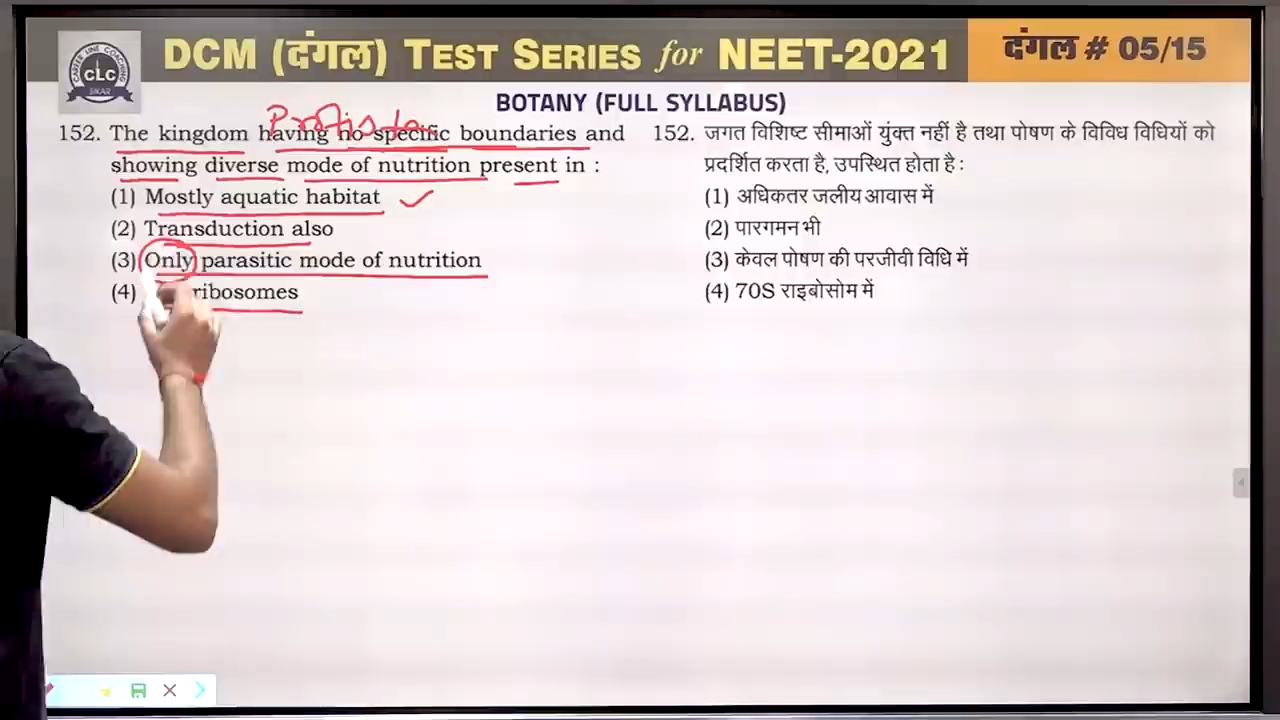 DCM (दंगल) TEST SERIES for NEET-2021
दंगल # 05/15
CLC
SIKAR
BOTANY (FULL SYLLABUS)
Protista
152. The kingdom having no specific boundaries and
showing diverse mode of nutrition present in :
(1) Mostly aquatic habitat
(2) Transduction also
(3) Only parasitic mode of nutrition
(4) ribosomes
152. जगत विशिष्ट सीमाओं युंक्त नहीं है तथा पोषण के विविध विधियों को
प्रदर्शित करता है, उपस्थित होता है :
(1) अधिकतर जलीय आवास में
(2) पारगमन भी
(3) केवल पोषण की परजीवी विधि में
(4) 70S राइबोसोम में